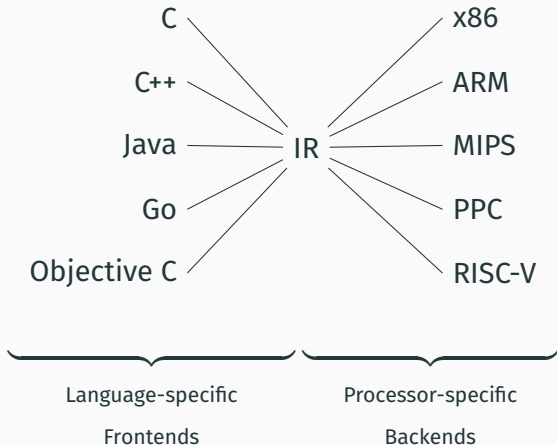 C
C++
Java
Go
Objective C
IR
x86
ARM
MIPS
PPC
RISC-V
Language-specific
Frontends
Processor-specific
Backends